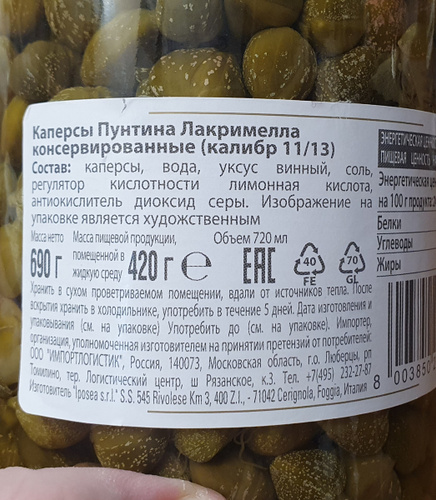 Каперсы Пунтина Лакримелла
консервированные (калибр 11/13)
Состав: каперсы, вода, уксус винный, соль,
регулятор кислотности лимонная кислота,
антиокислитель диоксид серы. Изображение на
упаковке является художественным
Масса нетто
690 г
Масса пищевой продукции,
помещенной в
жидкую среду 420 г ℮
Объем 720 мл
EAC
40
FE
70
GL
Хранить в сухом проветриваемом помещении, вдали от источников тепла. После
вскрытия хранить в холодильнике, употребить в течение 5 дней. Дата изготовления и
упаковывания (см. на упаковке) Употребить до (см. на упаковке). Импортер,
организация, уполномоченная изготовителем на принятии претензий от потребителей:
ООО "ИМПОРТЛОГИСТИК", Россия, 140073, Московская область, г.о. Люберцы, рп
Томилино, тер. Логистический центр, ш Рязанское, к.3. Тел. +7(495) 232-27-87
Изготовитель "Iposea s.r.l." S.S. 545 Rivolese Km 3, 400 Z.I., - 71042 Cerignola, Foggia, Италия
ЭНЕРГЕТИЧЕСКАЯ
ПИЩЕВАЯ ЦЕННОСТЬ
Энергетическая
на 100 г продукта
Белки
Углеводы
Жиры
8 003850